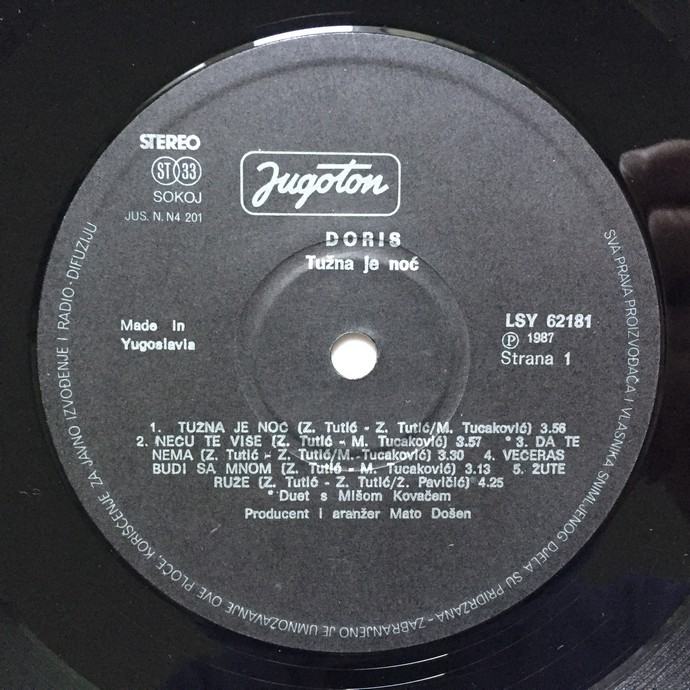 STEREO
ST 33
SOKOJ
JUS. N. N4 201
Jugoton
DORIS
Tužna je noć
Made in
Yugoslavia
LSY 62181
Ⓟ 1987
Strana 1
1. TUŽNA JE NOĆ (Z. Tutić - Z. Tutić/M. Tucaković) 3.56
2. NEĆU TE VIŠE (Z. Tutić - M. Tucaković) 3.57 * 3. DA TE
NEMA (Z. Tutić - Z. Tutić/M. Tucaković) 3.30 4. VEČERAS
BUDI SA MNOM (Z. Tutić - M. Tucaković) 3.13 5. ŽUTE
RUŽE (Z. Tutić - Z. Tutić/Ž. Pavičić) 4.25
* Duet s Mišom Kovačem
Producent i aranžer Mato Došen
SVA PRAVA PROIZVOĐAČA I VLASNIKA SNIMLJENOG DJELA SU PRIDRŽANA - ZABRANJENO JE UMNOŽAVANJE OVE PLOČE, KORIŠĆENJE ZA JAVNO IZVOĐENJE I RADIO - DIFUZIJU